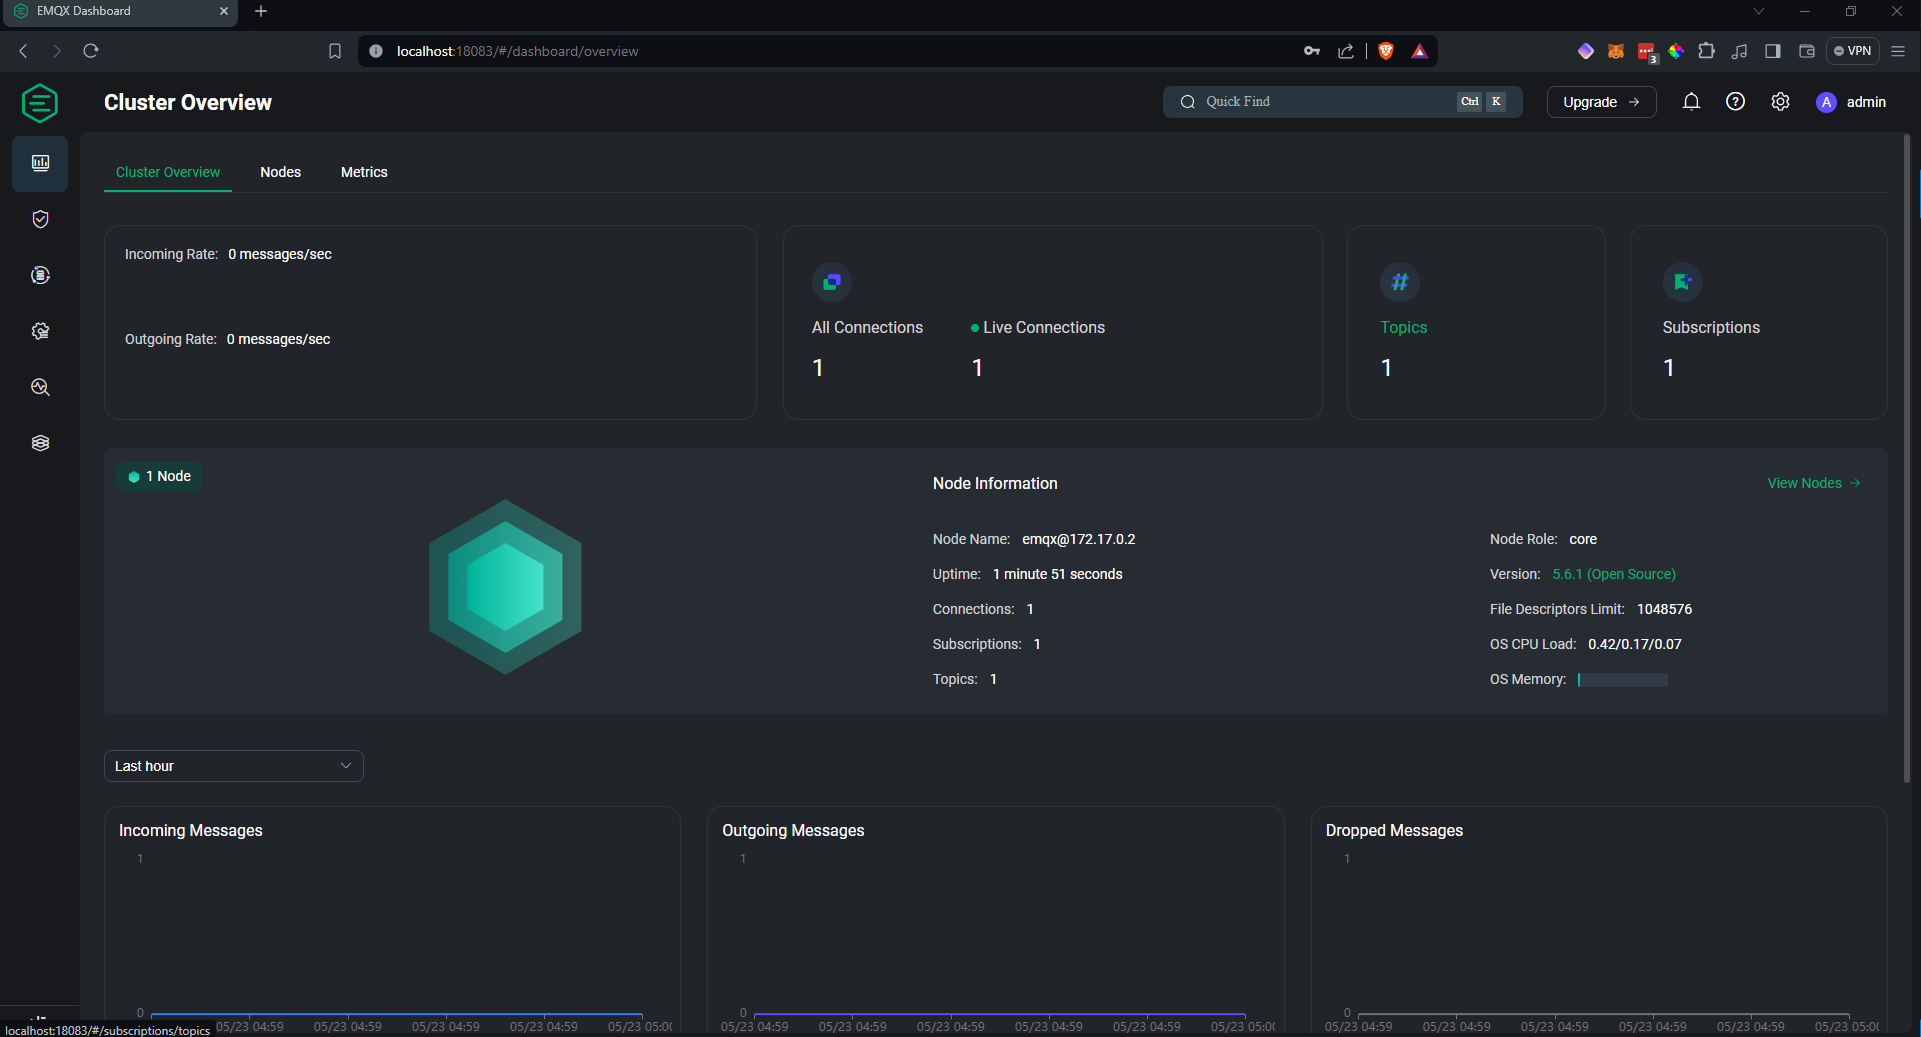 EMQX Dashboard
localhost:18083/#/dashboard/overview
3
VPN
Cluster Overview
Quick Find
Ctrl K
Upgrade →
A admin
Cluster Overview Nodes Metrics
Incoming Rate: 0 messages/sec
Outgoing Rate: 0 messages/sec
All Connections
1
Live Connections
1
Topics
1
Subscriptions
1
1 Node
Node Information
View Nodes →
Node Name: emqx@172.17.0.2
Uptime: 1 minute 51 seconds
Connections: 1
Subscriptions: 1
Topics: 1
Node Role: core
Version: 5.6.1 (Open Source)
File Descriptors Limit: 1048576
OS CPU Load: 0.42/0.17/0.07
OS Memory:
Last hour
Incoming Messages
1
0
05/23 04:59 05/23 04:59 05/23 04:59 05/23 04:59 05/23 05:0
Outgoing Messages
1
0
05/23 04:59 05/23 04:59 05/23 04:59 05/23 04:59 05/23 04:59 05/23 05:0
Dropped Messages
1
0
05/23 04:59 05/23 04:59 05/23 04:59 05/23 04:59 05/23 04:59 05/23 05:0
localhost:18083/#/subscriptions/topics